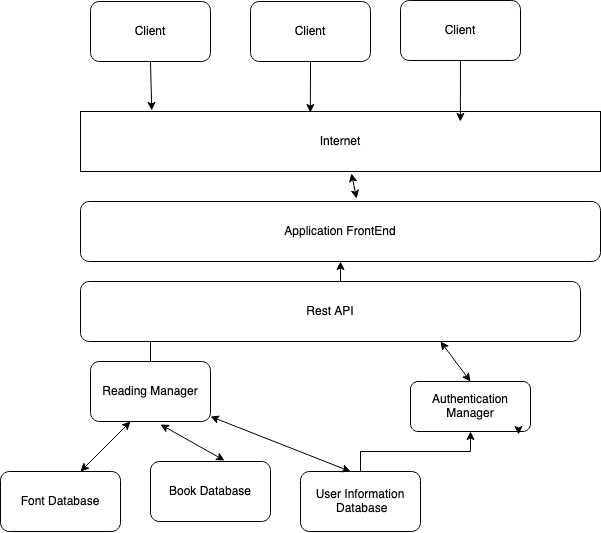 Client
Client
Client
Internet
Application FrontEnd
Rest API
Reading Manager
Authentication
Manager
Font Database
Book Database
User Information
Database